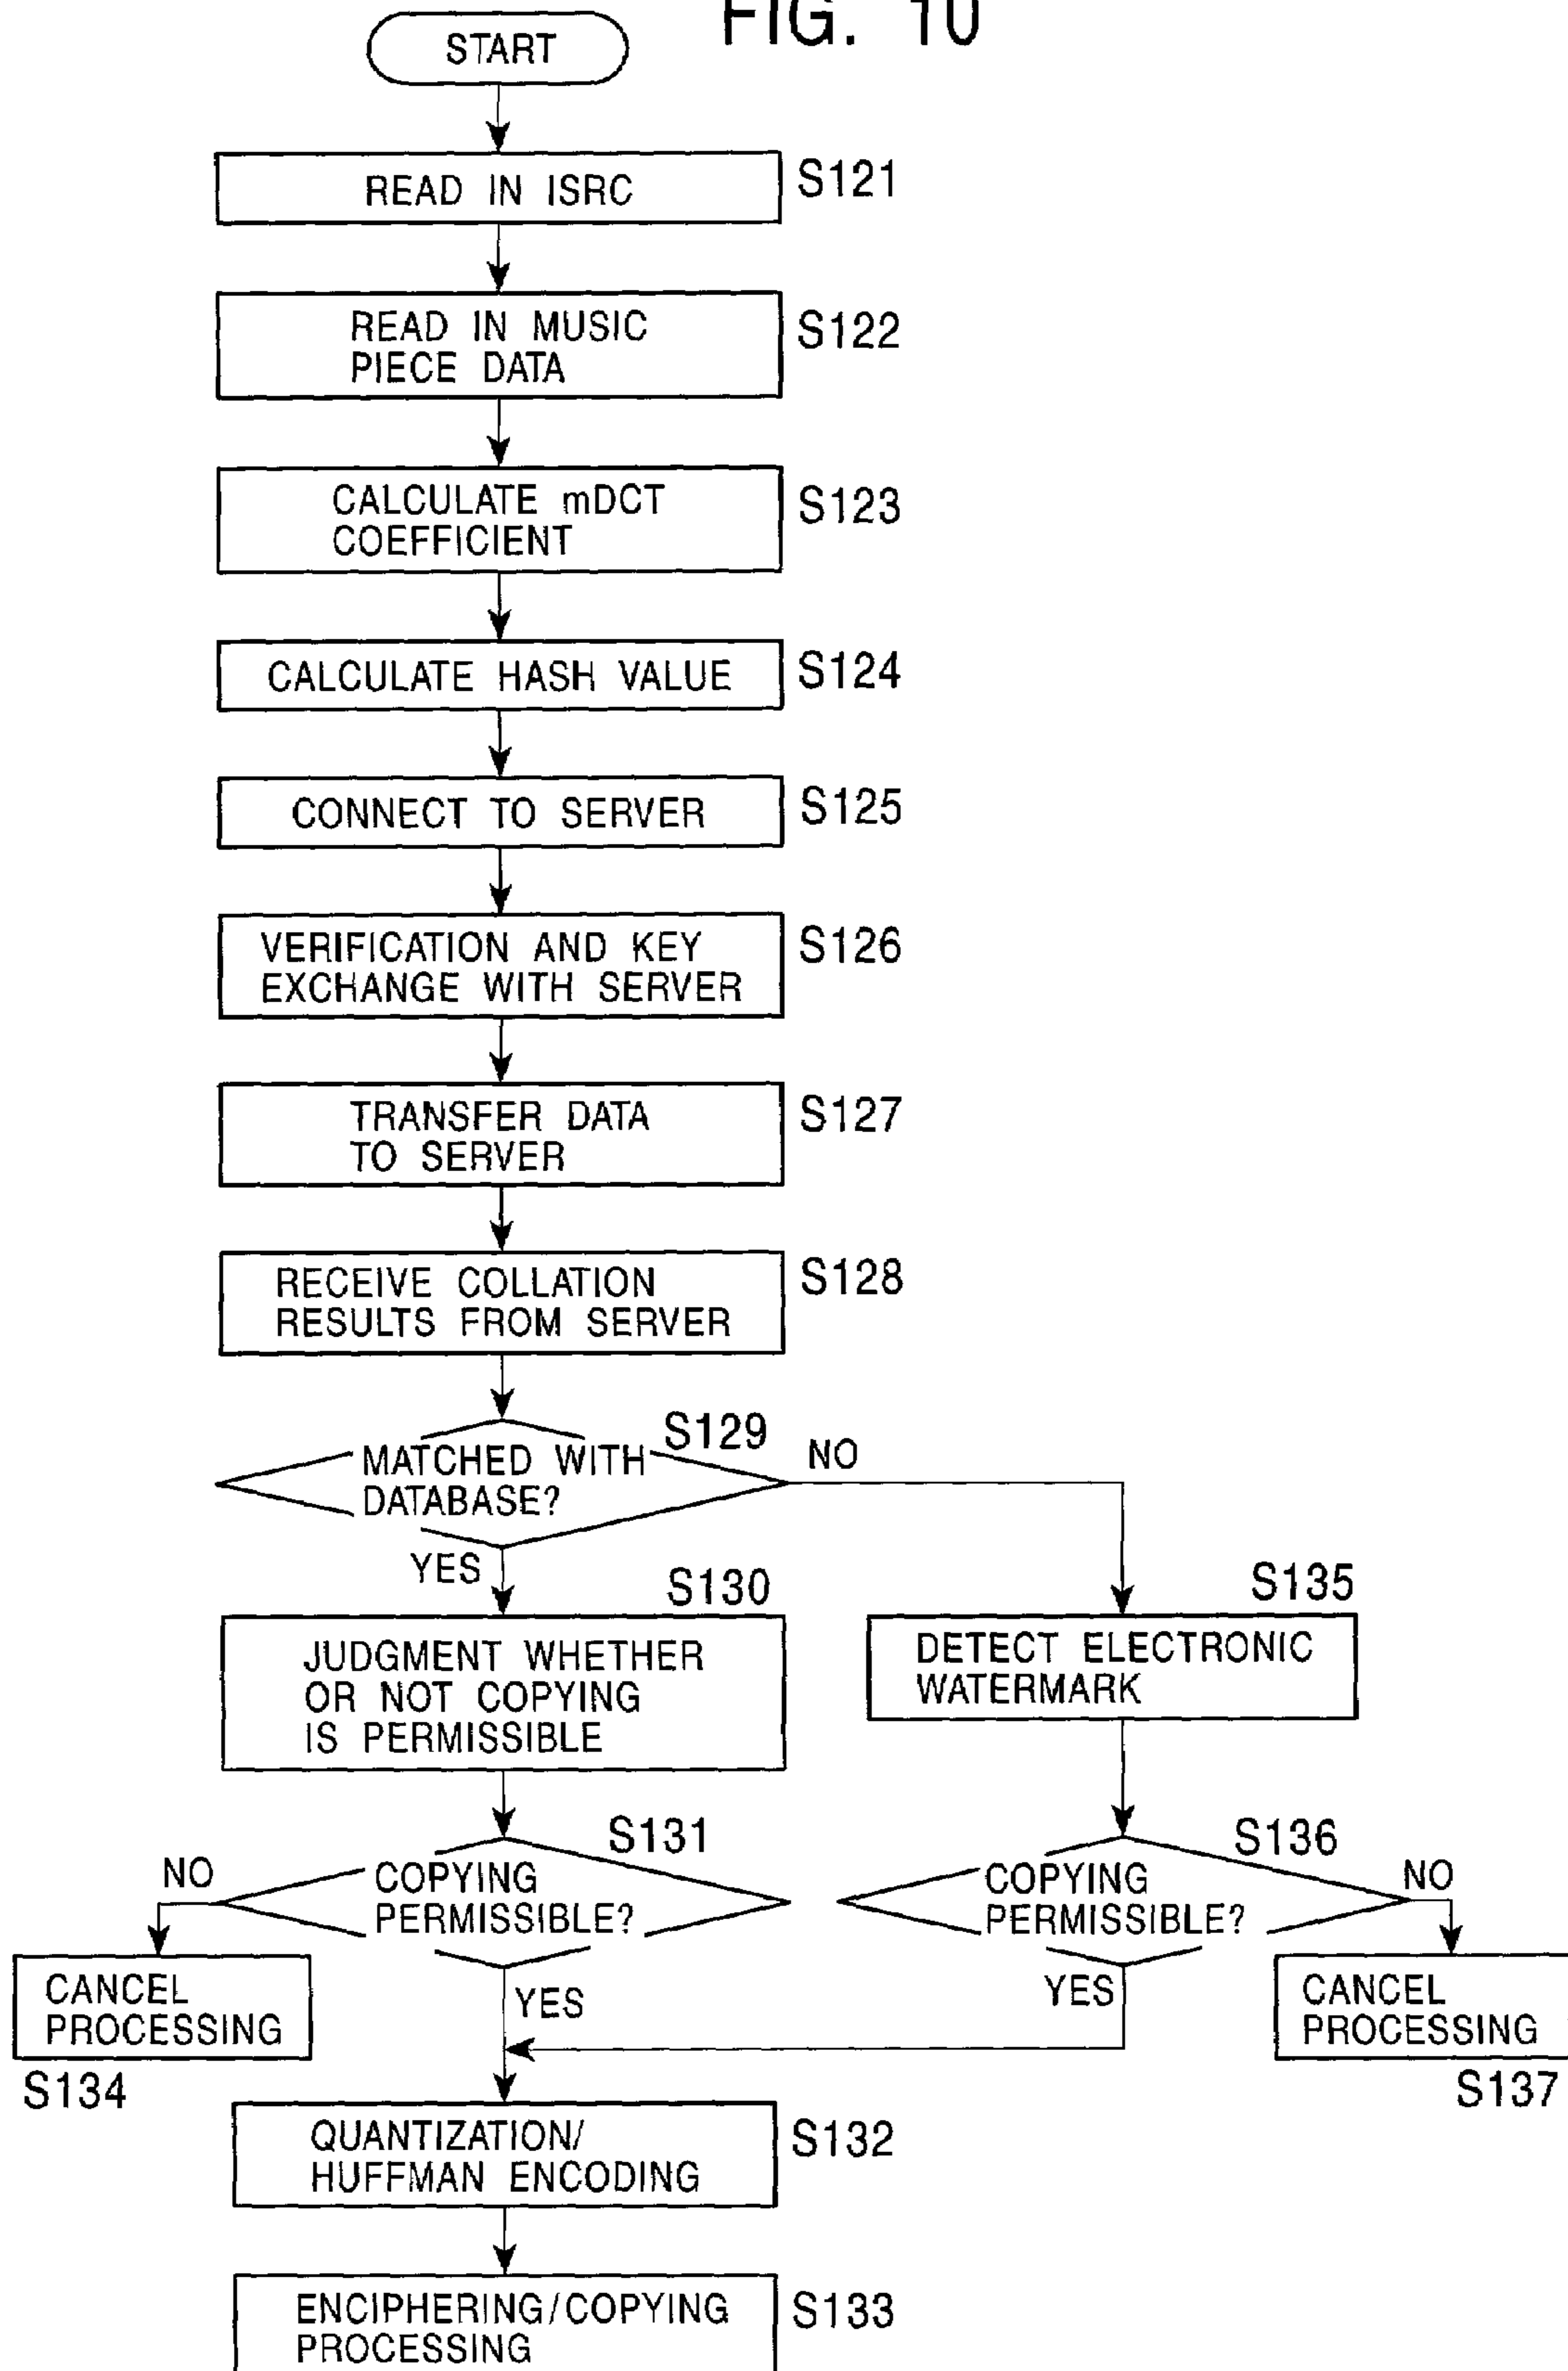 FIG. 10
START
READ IN ISRC
S121
READ IN MUSIC
PIECE DATA
S122
CALCULATE mDCT
COEFFICIENT
S123
CALCULATE HASH VALUE
S124
CONNECT TO SERVER
S125
VERIFICATION AND KEY
EXCHANGE WITH SERVER
S126
TRANSFER DATA
TO SERVER
S127
RECEIVE COLLATION
RESULTS FROM SERVER
S128
S129
MATCHED WITH
DATABASE?
NO
YES
S130
JUDGMENT WHETHER
OR NOT COPYING
IS PERMISSIBLE
S135
DETECT ELECTRONIC
WATERMARK
S131
COPYING
PERMISSIBLE?
NO
YES
S136
COPYING
PERMISSIBLE?
NO
YES
CANCEL
PROCESSING
S134
CANCEL
PROCESSING
S137
QUANTIZATION/
HUFFMAN ENCODING
S132
ENCIPHERING/COPYING
PROCESSING
S133